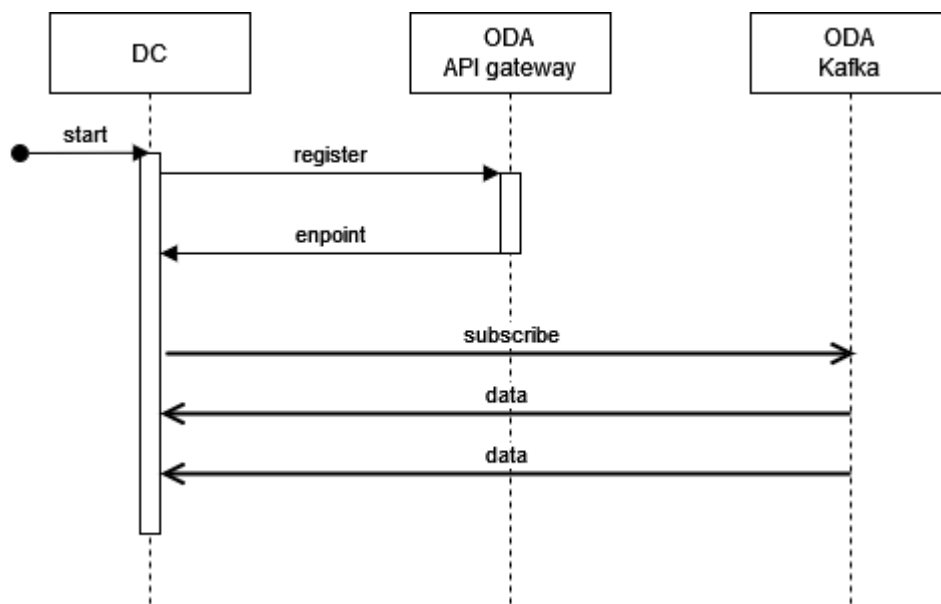 DC
ODA
API gateway
ODA
Kafka
start
register
enpoint
subscribe
data
data